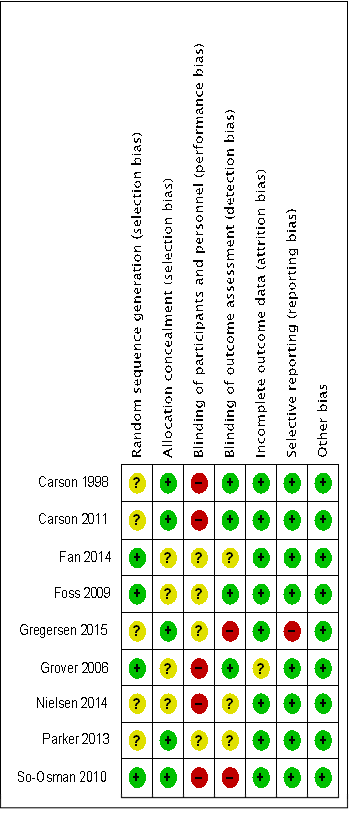 Random sequence generation (selection bias)
Allocation concealment (selection bias)
Blinding of participants and personnel (performance bias)
Blinding of outcome assessment (detection bias)
Incomplete outcome data (attrition bias)
Selective reporting (reporting bias)
Other bias
Carson 1998 ? + – + + + +
Carson 2011 ? + – + + + +
Fan 2014 + ? ? ? + + +
Foss 2009 + ? ? + + + +
Gregersen 2015 ? + ? – + – +
Grover 2006 + ? – + ? + +
Nielsen 2014 ? ? – ? + + +
Parker 2013 ? + ? ? + + +
So-Osman 2010 + + – – + + +